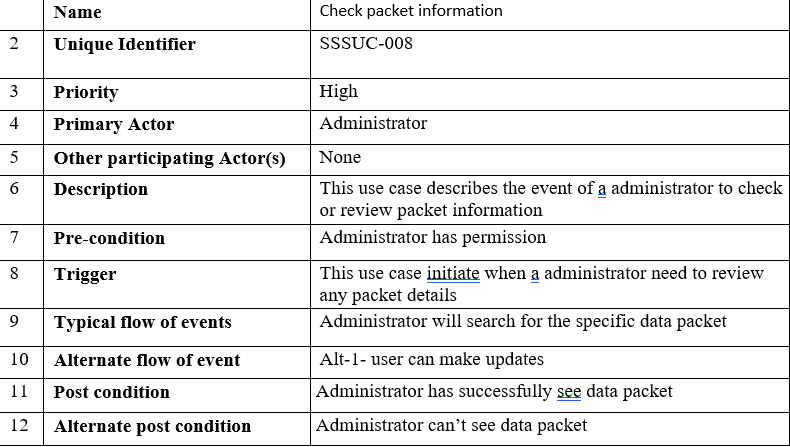 Name Check packet information
2 Unique Identifier SSSUC-008
3 Priority High
4 Primary Actor Administrator
5 Other participating Actor(s) None
6 Description This use case describes the event of a administrator to check
or review packet information
7 Pre-condition Administrator has permission
8 Trigger This use case initiate when a administrator need to review
any packet details
9 Typical flow of events Administrator will search for the specific data packet
10 Alternate flow of event Alt-1- user can make updates
11 Post condition Administrator has successfully see data packet
12 Alternate post condition Administrator can’t see data packet